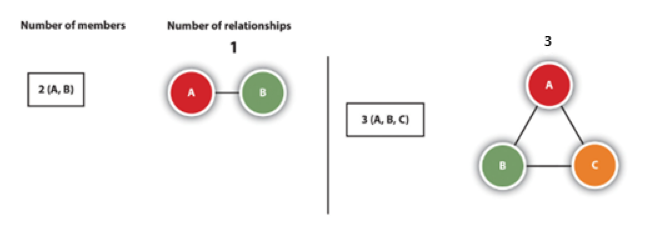 Number of members
Number of relationships
1
2 (A, B)
A
B
3
3 (A, B, C)
A
B
C